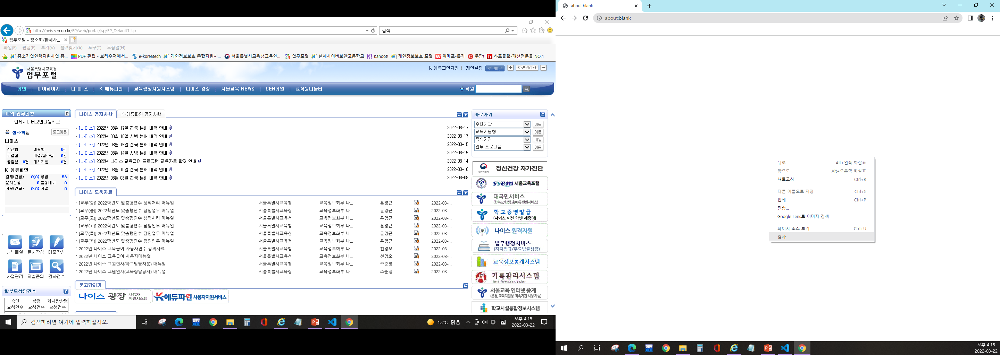 http://neis.sen.go.kr/EP/web/portal/jsp/EP_Default1.jsp
검색...
업무포털 - 정소희/한세사...
파일(F) 편집(E) 보기(V) 즐겨찾기(A) 도구(T) 도움말(H)
중소기업인력지원사업 종... PDF 편집 - 브라우저에서... e-koreatech 개인정보보호 종합지원시... 서울특별시교육청교육연... 업무포털 한세사이버보안고등학교 Kahoot! 개인정보보호 포털 위메프-특가 쿠팡! 하프클럽-패션전문몰 NO.1
서울특별시교육청
업무포털
K-에듀파인지원 개인설정 로그아웃 + 화면원상태 -
메인 마이페이지 나 이 스 K-에듀파인 교육행정지원시스템 나이스 광장 서울교육 NEWS SEN메일 교직원나눔터 직원
나의 업무현황
한세사이버보안고등학교
정소희님 로그아웃
나이스
상신함 예결함 0건
기결함 미결/협조함 0건
공람함 0건 메시지함 0건
K-에듀파인
결재(긴급) 0(0) 공람 58
문서진행 0 발송대기 0
메모(긴급) 0(0) 메일 0
내부메일 문서작성 메모작성
사업관리 지출품의 검사검수
학부모상담건수
승인 요청건수
상담 요청건수
게시판상담 요청건수
나이스 공지사항 K-에듀파인 공지사항
· [나이스] 2022년 03월 17일 전국 분배 내역 안내 2022-03-17
· [나이스] 2022년 03월 16일 시범 분배 내역 안내 2022-03-17
· [나이스] 2022년 03월 15일 전국 분배 내역 안내 2022-03-15
· [나이스] 2022년 03월 14일 시범 분배 내역 안내 2022-03-15
· [나이스] 2022년 나이스 교육급여 프로그램 교육자료 탑재 안내 2022-03-14
· [나이스] 2022년 03월 10일 전국 분배 내역 안내 2022-03-10
· [나이스] 2022년 03월 08일 전국 분배 내역 안내 2022-03-08
나이스 도움자료
· [교무(중)] 2022학년도 맞춤형연수 성적처리 매뉴얼 서울특별시교육청 교육정보화부 나... 윤영근 2022-03-...
· [교무(중)] 2022학년도 맞춤형연수 담임업무 매뉴얼 서울특별시교육청 교육정보화부 나... 윤영근 2022-03-...
· [교무(고)] 2022학년도 맞춤형연수 성적처리 매뉴얼 서울특별시교육청 교육정보화부 나... 윤영근 2022-03-...
· [교무(고)] 2022학년도 맞춤형연수 담임업무 매뉴얼 서울특별시교육청 교육정보화부 나... 윤영근 2022-03-...
· [교무(특)] 2022학년도 맞춤형연수 담임업무 매뉴얼 서울특별시교육청 교육정보화부 나... 윤영근 2022-03-...
· [교무(초)] 2022학년도 맞춤형연수 담임업무 매뉴얼 서울특별시교육청 교육정보화부 나... 윤영근 2022-03-...
· 2022년 나이스 교육급여 사용자연수 강의자료 서울특별시교육청 교육정보화부 나... 천영오 2022-03-...
· 2022년 나이스 교육급여 사용자매뉴얼 서울특별시교육청 교육정보화부 나... 천영오 2022-03-...
· 2022년 나이스 교원인사(학교담당자용) 매뉴얼 서울특별시교육청 교육정보화부 나... 조준영 2022-03-...
· 2022년 나이스 교원인사(교육청담당자) 매뉴얼 서울특별시교육청 교육정보화부 나... 조준영 2022-03-...
묻고답하기
나이스 광장 사용자 지원시스템 K에듀파인 사용자지원서비스
바로가기
주요기관 이동
교육지원청 이동
직속기관 이동
업무 프로그램 이동
인사혁신처 정신건강 자가진단
ssem 서울교육포털
대국민서비스
(학부모/학생, 홈에듀 민원서비스)
학교증명발급
(나이스 이전 학생 제증명)
나이스 원격지원
법무행정서비스
(자치법규/무료법률상담)
교육정보통계시스템
RMS 기록관리시스템
http://rms.sen.go.kr
서울교육 인터넷 중계
(본청, 교육지원청, 직속기관 시청 가능)
학교시설통합정보시스템
검색하려면 여기에 입력하십시오.
DEV
13°C 맑음
한
오후 4:15
2022-03-22
about:blank
about:blank
뒤로 Alt+왼쪽 화살표
앞으로 Alt+오른쪽 화살표
새로고침 Ctrl+R
다른 이름으로 저장... Ctrl+S
인쇄 Ctrl+P
전송...
Google Lens로 이미지 검색
페이지 소스 보기 Ctrl+U
검사
DEV
오후 4:15
2022-03-22